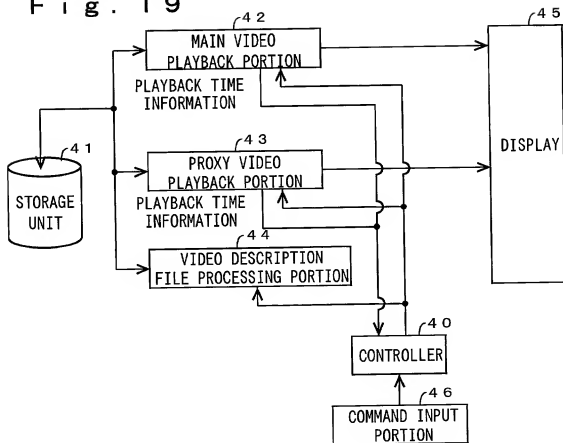 Fig. 19
42
MAIN VIDEO
PLAYBACK PORTION
PLAYBACK TIME
INFORMATION
43
PROXY VIDEO
PLAYBACK PORTION
PLAYBACK TIME
INFORMATION
44
VIDEO DESCRIPTION
FILE PROCESSING PORTION
41
STORAGE
UNIT
45
DISPLAY
40
CONTROLLER
46
COMMAND INPUT
PORTION